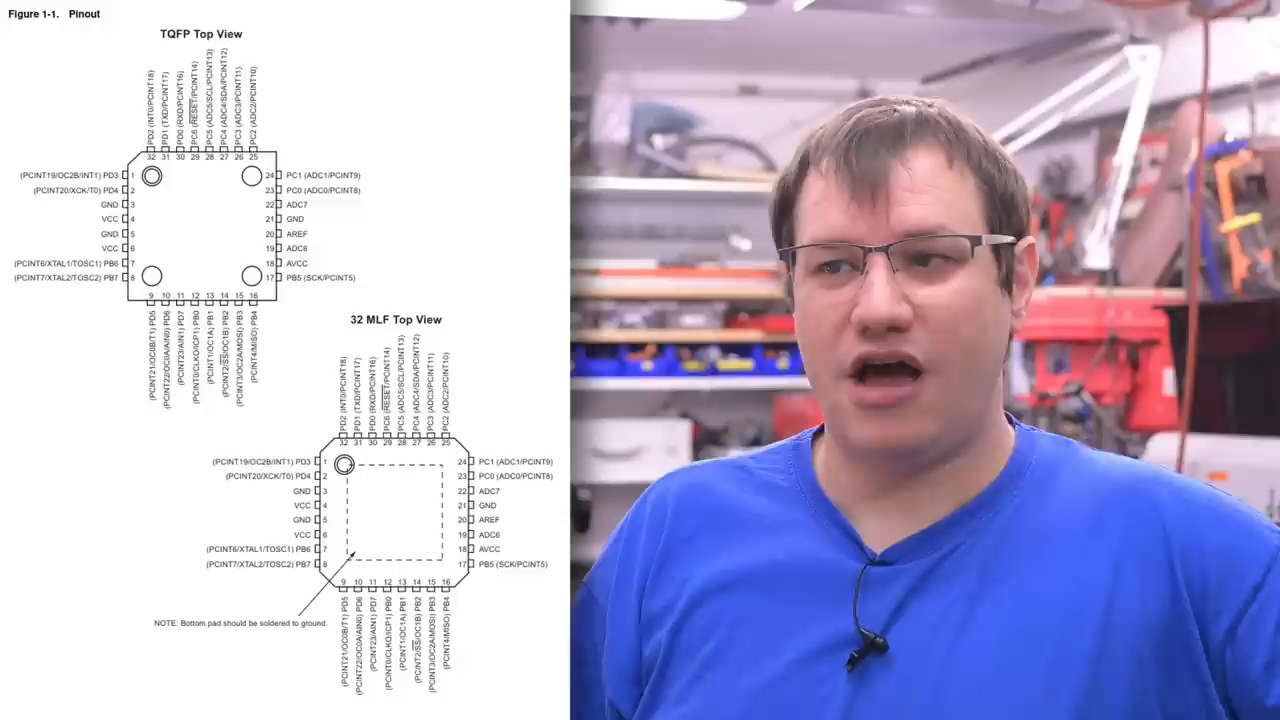 Figure 1-1. Pinout
TQFP Top View
PD2 (INT0/PCINT18)
PD1 (TXD/PCINT17)
PD0 (RXD/PCINT16)
PC6 (RESET/PCINT14)
PC5 (ADC5/SCL/PCINT13)
PC4 (ADC4/SDA/PCINT12)
PC3 (ADC3/PCINT11)
PC2 (ADC2/PCINT10)
32 31 30 29 28 27 26 25
(PCINT19/OC2B/INT1) PD3 1 24 PC1 (ADC1/PCINT9)
(PCINT20/XCK/T0) PD4 2 23 PC0 (ADC0/PCINT8)
GND 3 22 ADC7
VCC 4 21 GND
GND 5 20 AREF
VCC 6 19 ADC6
(PCINT6/XTAL1/TOSC1) PB6 7 18 AVCC
(PCINT7/XTAL2/TOSC2) PB7 8 17 PB5 (SCK/PCINT5)
9 10 11 12 13 14 15 16
(PCINT21/OC0B/T1) PD5
(PCINT22/OC0A/AIN0) PD6
(PCINT23/AIN1) PD7
(PCINT0/CLKO/ICP1) PB0
(PCINT1/OC1A) PB1
(PCINT2/SS/OC1B) PB2
(PCINT3/OC2A/MOSI) PB3
(PCINT4/MISO) PB4
32 MLF Top View
PD2 (INT0/PCINT18)
PD1 (TXD/PCINT17)
PD0 (RXD/PCINT16)
PC6 (RESET/PCINT14)
PC5 (ADC5/SCL/PCINT13)
PC4 (ADC4/SDA/PCINT12)
PC3 (ADC3/PCINT11)
PC2 (ADC2/PCINT10)
32 31 30 29 28 27 26 25
(PCINT19/OC2B/INT1) PD3 1 24 PC1 (ADC1/PCINT9)
(PCINT20/XCK/T0) PD4 2 23 PC0 (ADC0/PCINT8)
GND 3 22 ADC7
VCC 4 21 GND
GND 5 20 AREF
VCC 6 19 ADC6
(PCINT6/XTAL1/TOSC1) PB6 7 18 AVCC
(PCINT7/XTAL2/TOSC2) PB7 8 17 PB5 (SCK/PCINT5)
9 10 11 12 13 14 15 16
(PCINT21/OC0B/T1) PD5
(PCINT22/OC0A/AIN0) PD6
(PCINT23/AIN1) PD7
(PCINT0/CLKO/ICP1) PB0
(PCINT1/OC1A) PB1
(PCINT2/SS/OC1B) PB2
(PCINT3/OC2A/MOSI) PB3
(PCINT4/MISO) PB4
NOTE: Bottom pad should be soldered to ground.